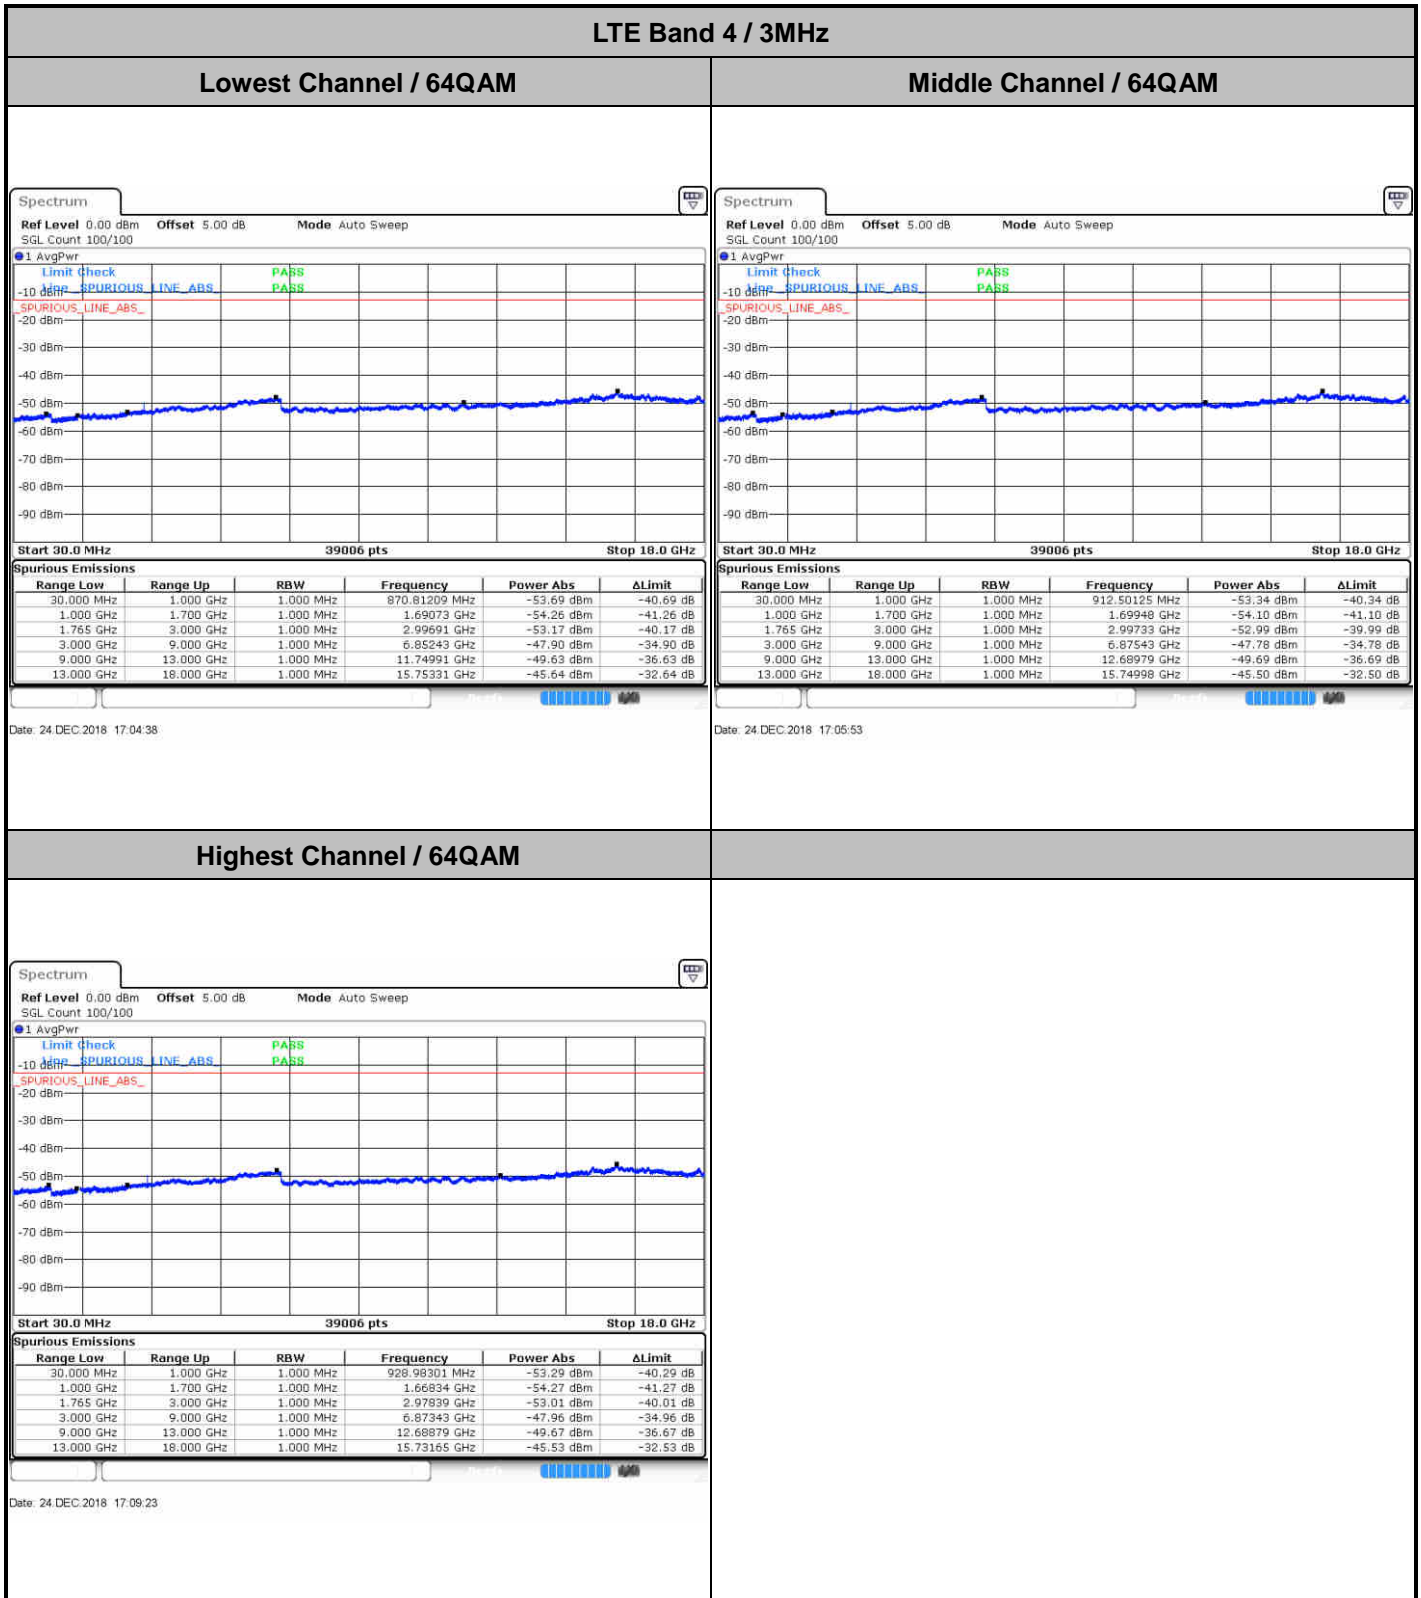 LTE Band 4 / 3MHz
Lowest Channel / 64QAM
Middle Channel / 64QAM
Spectrum
Ref Level 0.00 dBm Offset 5.00 dB Mode Auto Sweep
SGL Count 100/100
1 AvgPwr
Limit Check PASS
Line _SPURIOUS_LINE_ABS_ PASS
-10 dBm
_SPURIOUS_LINE_ABS_
-20 dBm
-30 dBm
-40 dBm
-50 dBm
-60 dBm
-70 dBm
-80 dBm
-90 dBm
Start 30.0 MHz 39006 pts Stop 18.0 GHz
Spurious Emissions
Range Low Range Up RBW Frequency Power Abs ΔLimit
30.000 MHz 1.000 GHz 1.000 MHz 870.81209 MHz -53.69 dBm -40.69 dB
1.000 GHz 1.700 GHz 1.000 MHz 1.69073 GHz -54.26 dBm -41.26 dB
1.765 GHz 3.000 GHz 1.000 MHz 2.99691 GHz -53.17 dBm -40.17 dB
3.000 GHz 9.000 GHz 1.000 MHz 6.85243 GHz -47.90 dBm -34.90 dB
9.000 GHz 13.000 GHz 1.000 MHz 11.74991 GHz -49.63 dBm -36.63 dB
13.000 GHz 18.000 GHz 1.000 MHz 15.75331 GHz -45.64 dBm -32.64 dB
Date: 24.DEC.2018 17:04:38
Spectrum
Ref Level 0.00 dBm Offset 5.00 dB Mode Auto Sweep
SGL Count 100/100
1 AvgPwr
Limit Check PASS
Line _SPURIOUS_LINE_ABS_ PASS
-10 dBm
_SPURIOUS_LINE_ABS_
-20 dBm
-30 dBm
-40 dBm
-50 dBm
-60 dBm
-70 dBm
-80 dBm
-90 dBm
Start 30.0 MHz 39006 pts Stop 18.0 GHz
Spurious Emissions
Range Low Range Up RBW Frequency Power Abs ΔLimit
30.000 MHz 1.000 GHz 1.000 MHz 912.50125 MHz -53.34 dBm -40.34 dB
1.000 GHz 1.700 GHz 1.000 MHz 1.69948 GHz -54.10 dBm -41.10 dB
1.765 GHz 3.000 GHz 1.000 MHz 2.99733 GHz -52.99 dBm -39.99 dB
3.000 GHz 9.000 GHz 1.000 MHz 6.87543 GHz -47.78 dBm -34.78 dB
9.000 GHz 13.000 GHz 1.000 MHz 12.68979 GHz -49.69 dBm -36.69 dB
13.000 GHz 18.000 GHz 1.000 MHz 15.74998 GHz -45.50 dBm -32.50 dB
Date: 24.DEC.2018 17:05:53
Highest Channel / 64QAM
Spectrum
Ref Level 0.00 dBm Offset 5.00 dB Mode Auto Sweep
SGL Count 100/100
1 AvgPwr
Limit Check PASS
Line _SPURIOUS_LINE_ABS_ PASS
-10 dBm
_SPURIOUS_LINE_ABS_
-20 dBm
-30 dBm
-40 dBm
-50 dBm
-60 dBm
-70 dBm
-80 dBm
-90 dBm
Start 30.0 MHz 39006 pts Stop 18.0 GHz
Spurious Emissions
Range Low Range Up RBW Frequency Power Abs ΔLimit
30.000 MHz 1.000 GHz 1.000 MHz 928.98301 MHz -53.29 dBm -40.29 dB
1.000 GHz 1.700 GHz 1.000 MHz 1.66834 GHz -54.27 dBm -41.27 dB
1.765 GHz 3.000 GHz 1.000 MHz 2.97839 GHz -53.01 dBm -40.01 dB
3.000 GHz 9.000 GHz 1.000 MHz 6.87343 GHz -47.96 dBm -34.96 dB
9.000 GHz 13.000 GHz 1.000 MHz 12.68879 GHz -49.67 dBm -36.67 dB
13.000 GHz 18.000 GHz 1.000 MHz 15.73165 GHz -45.53 dBm -32.53 dB
Date: 24.DEC.2018 17:09:23